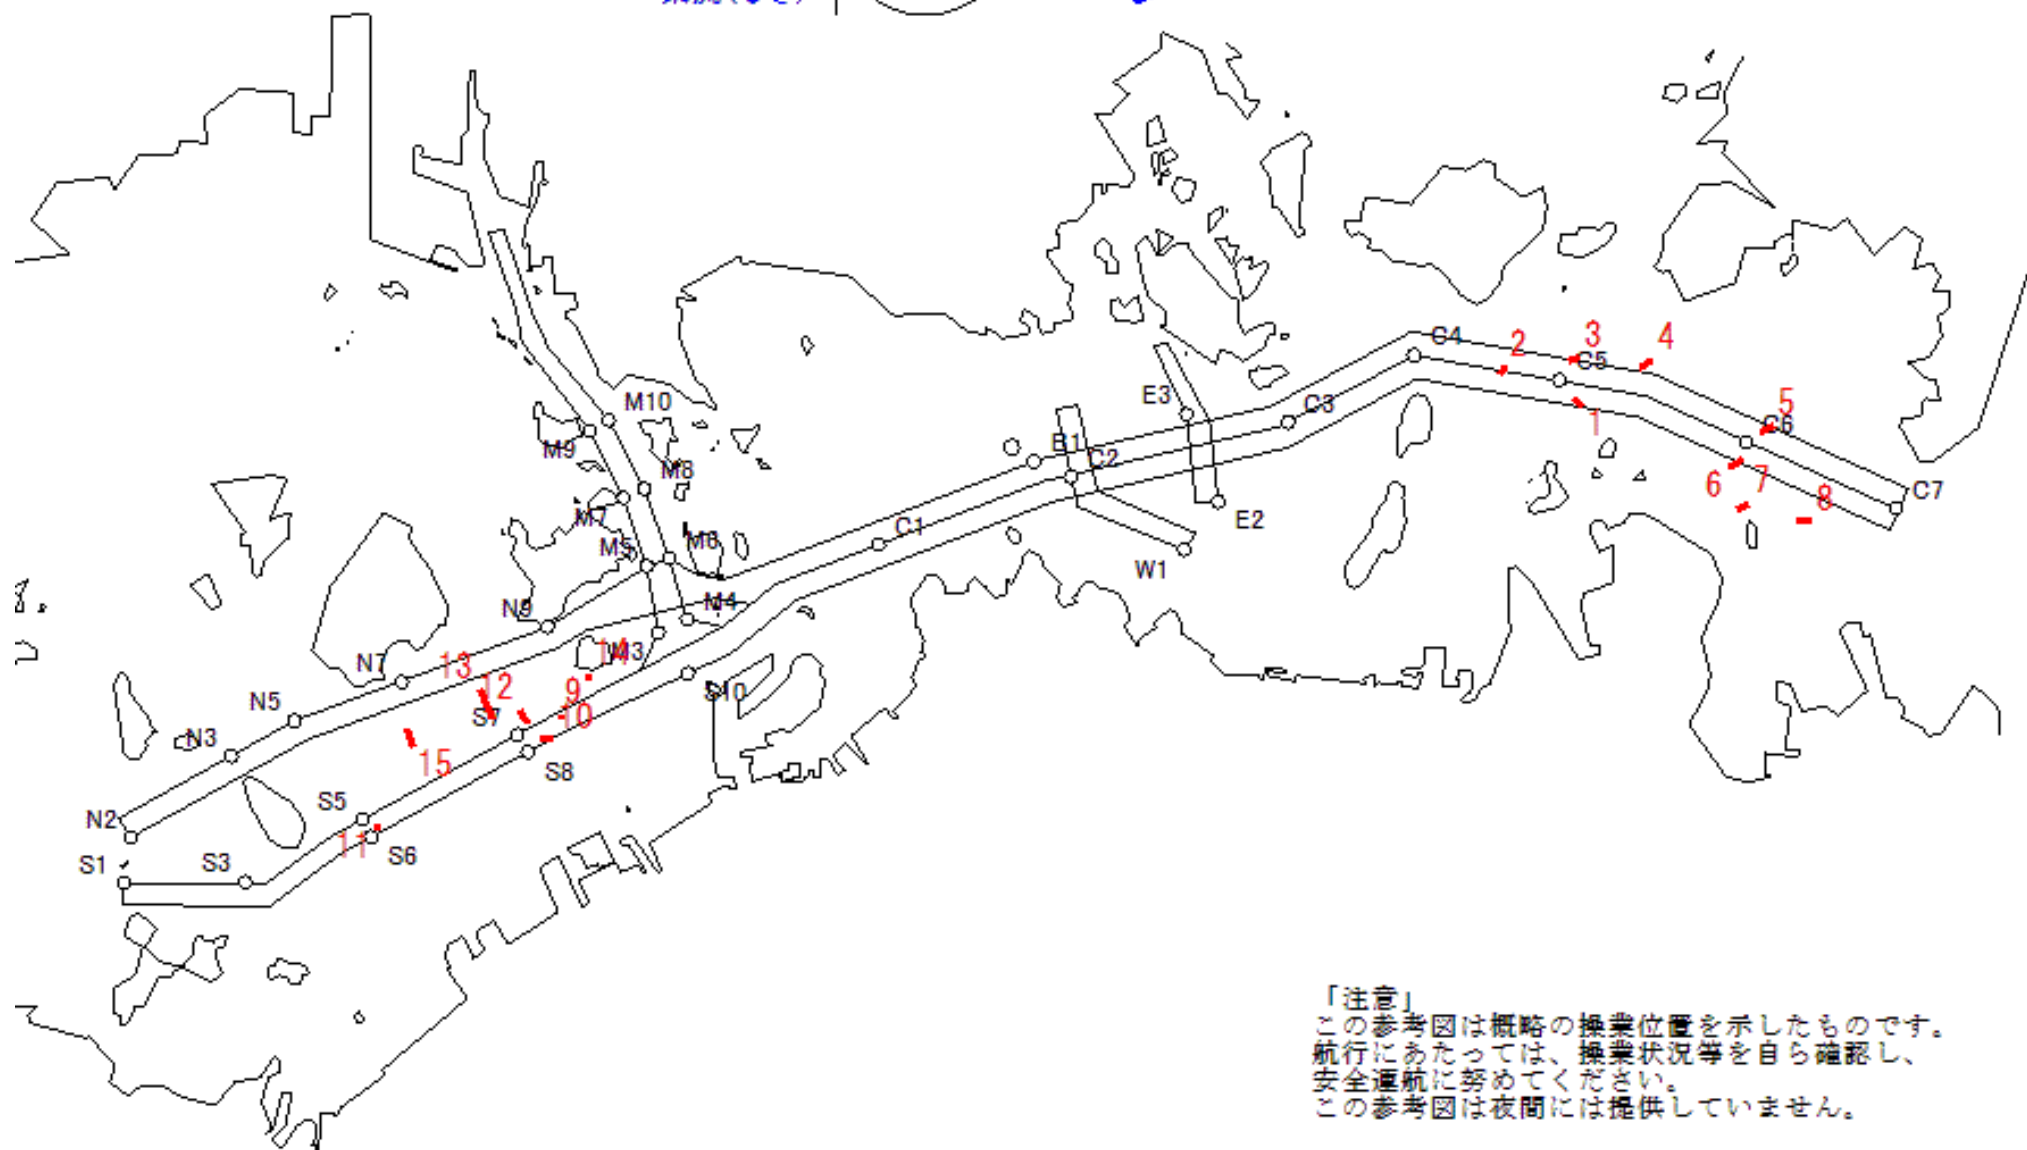 C4
2
3
4
C5
M10
E3
C3
1
5
C6
M9
B1
C2
M8
6
7
8
C7
M7
E2
C1
M5
M6
W1
N9
M4
N7
13
14
M3
12
9
S10
N5
S7
10
N3
15
S8
S5
N2
11
S6
S1
S3
「注意」
この参考図は概略の操業位置を示したものです。
航行にあたっては、操業状況等を自ら確認し、
安全運航に努めてください。
この参考図は夜間には提供していません。